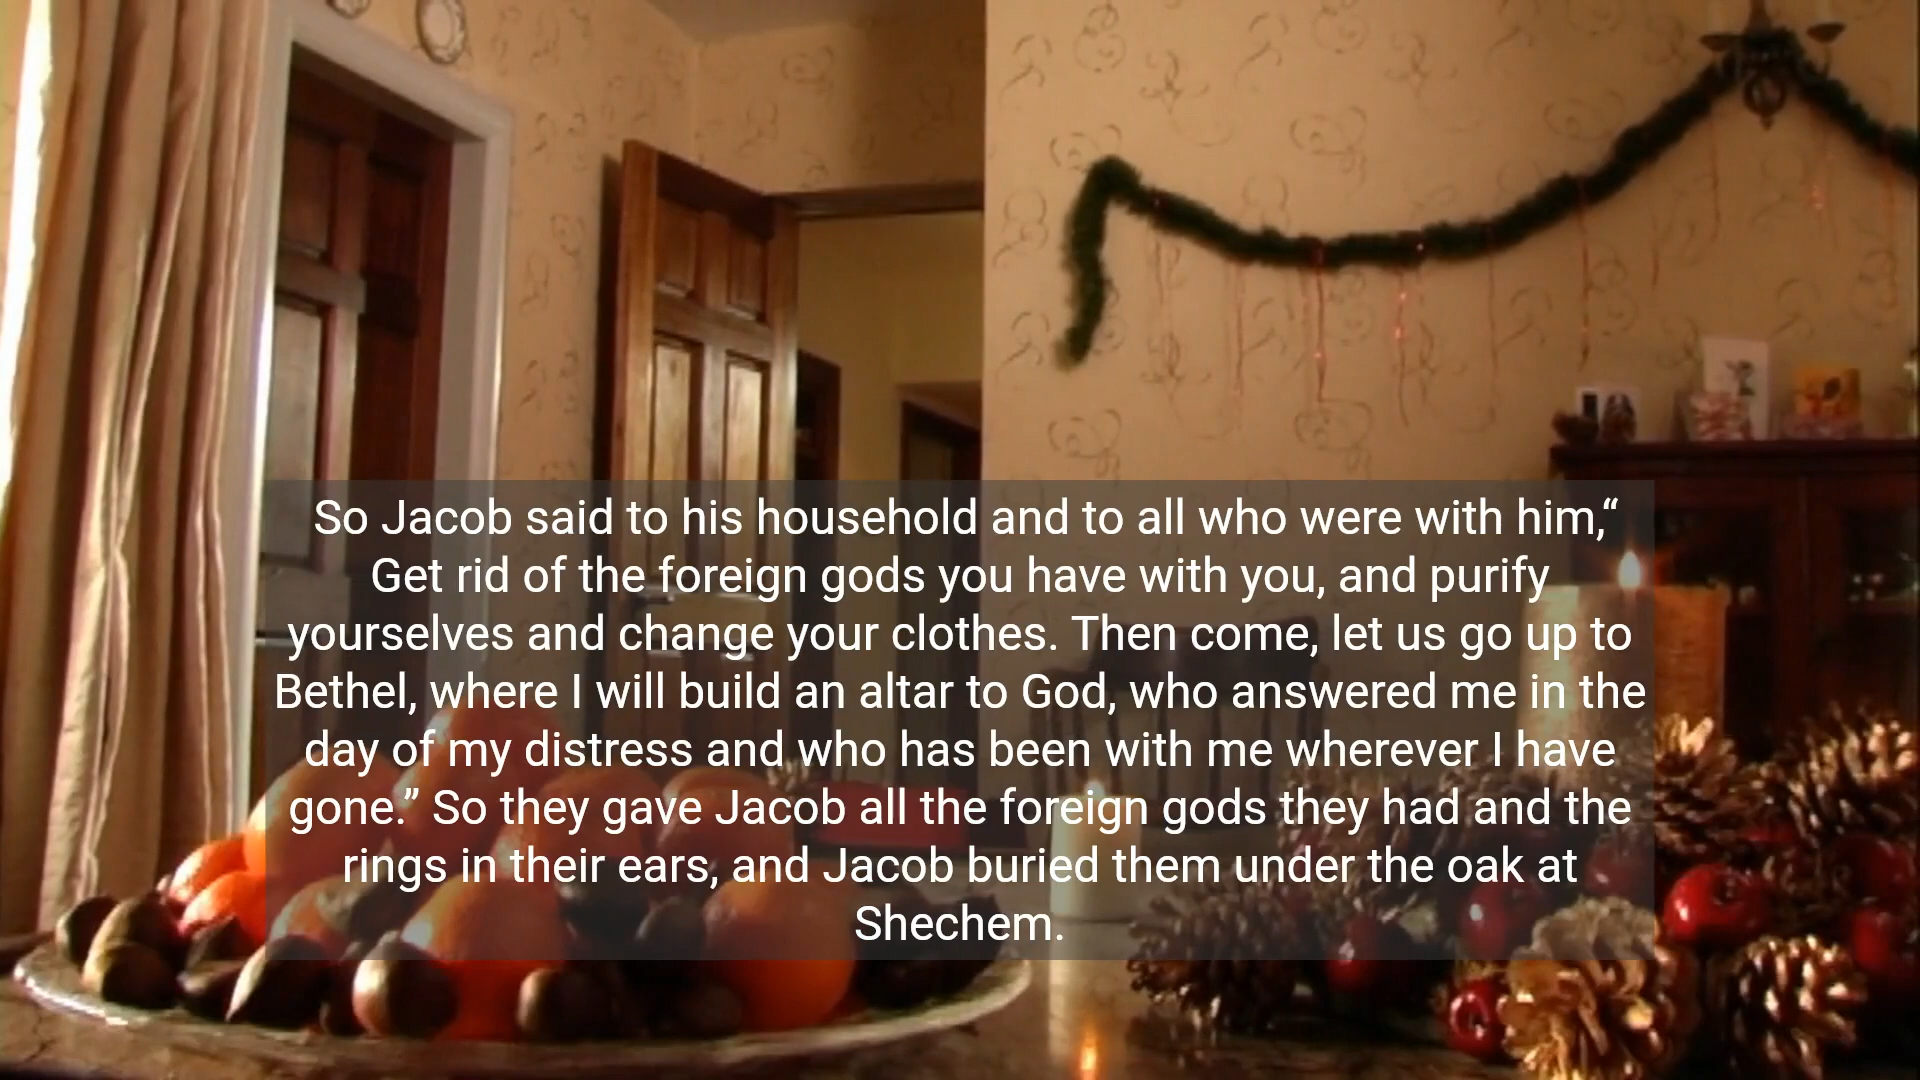 So Jacob said to his household and to all who were with him,“
Get rid of the foreign gods you have with you, and purify
yourselves and change your clothes. Then come, let us go up to
Bethel, where I will build an altar to God, who answered me in the
day of my distress and who has been with me wherever I have
gone.” So they gave Jacob all the foreign gods they had and the
rings in their ears, and Jacob buried them under the oak at
Shechem.